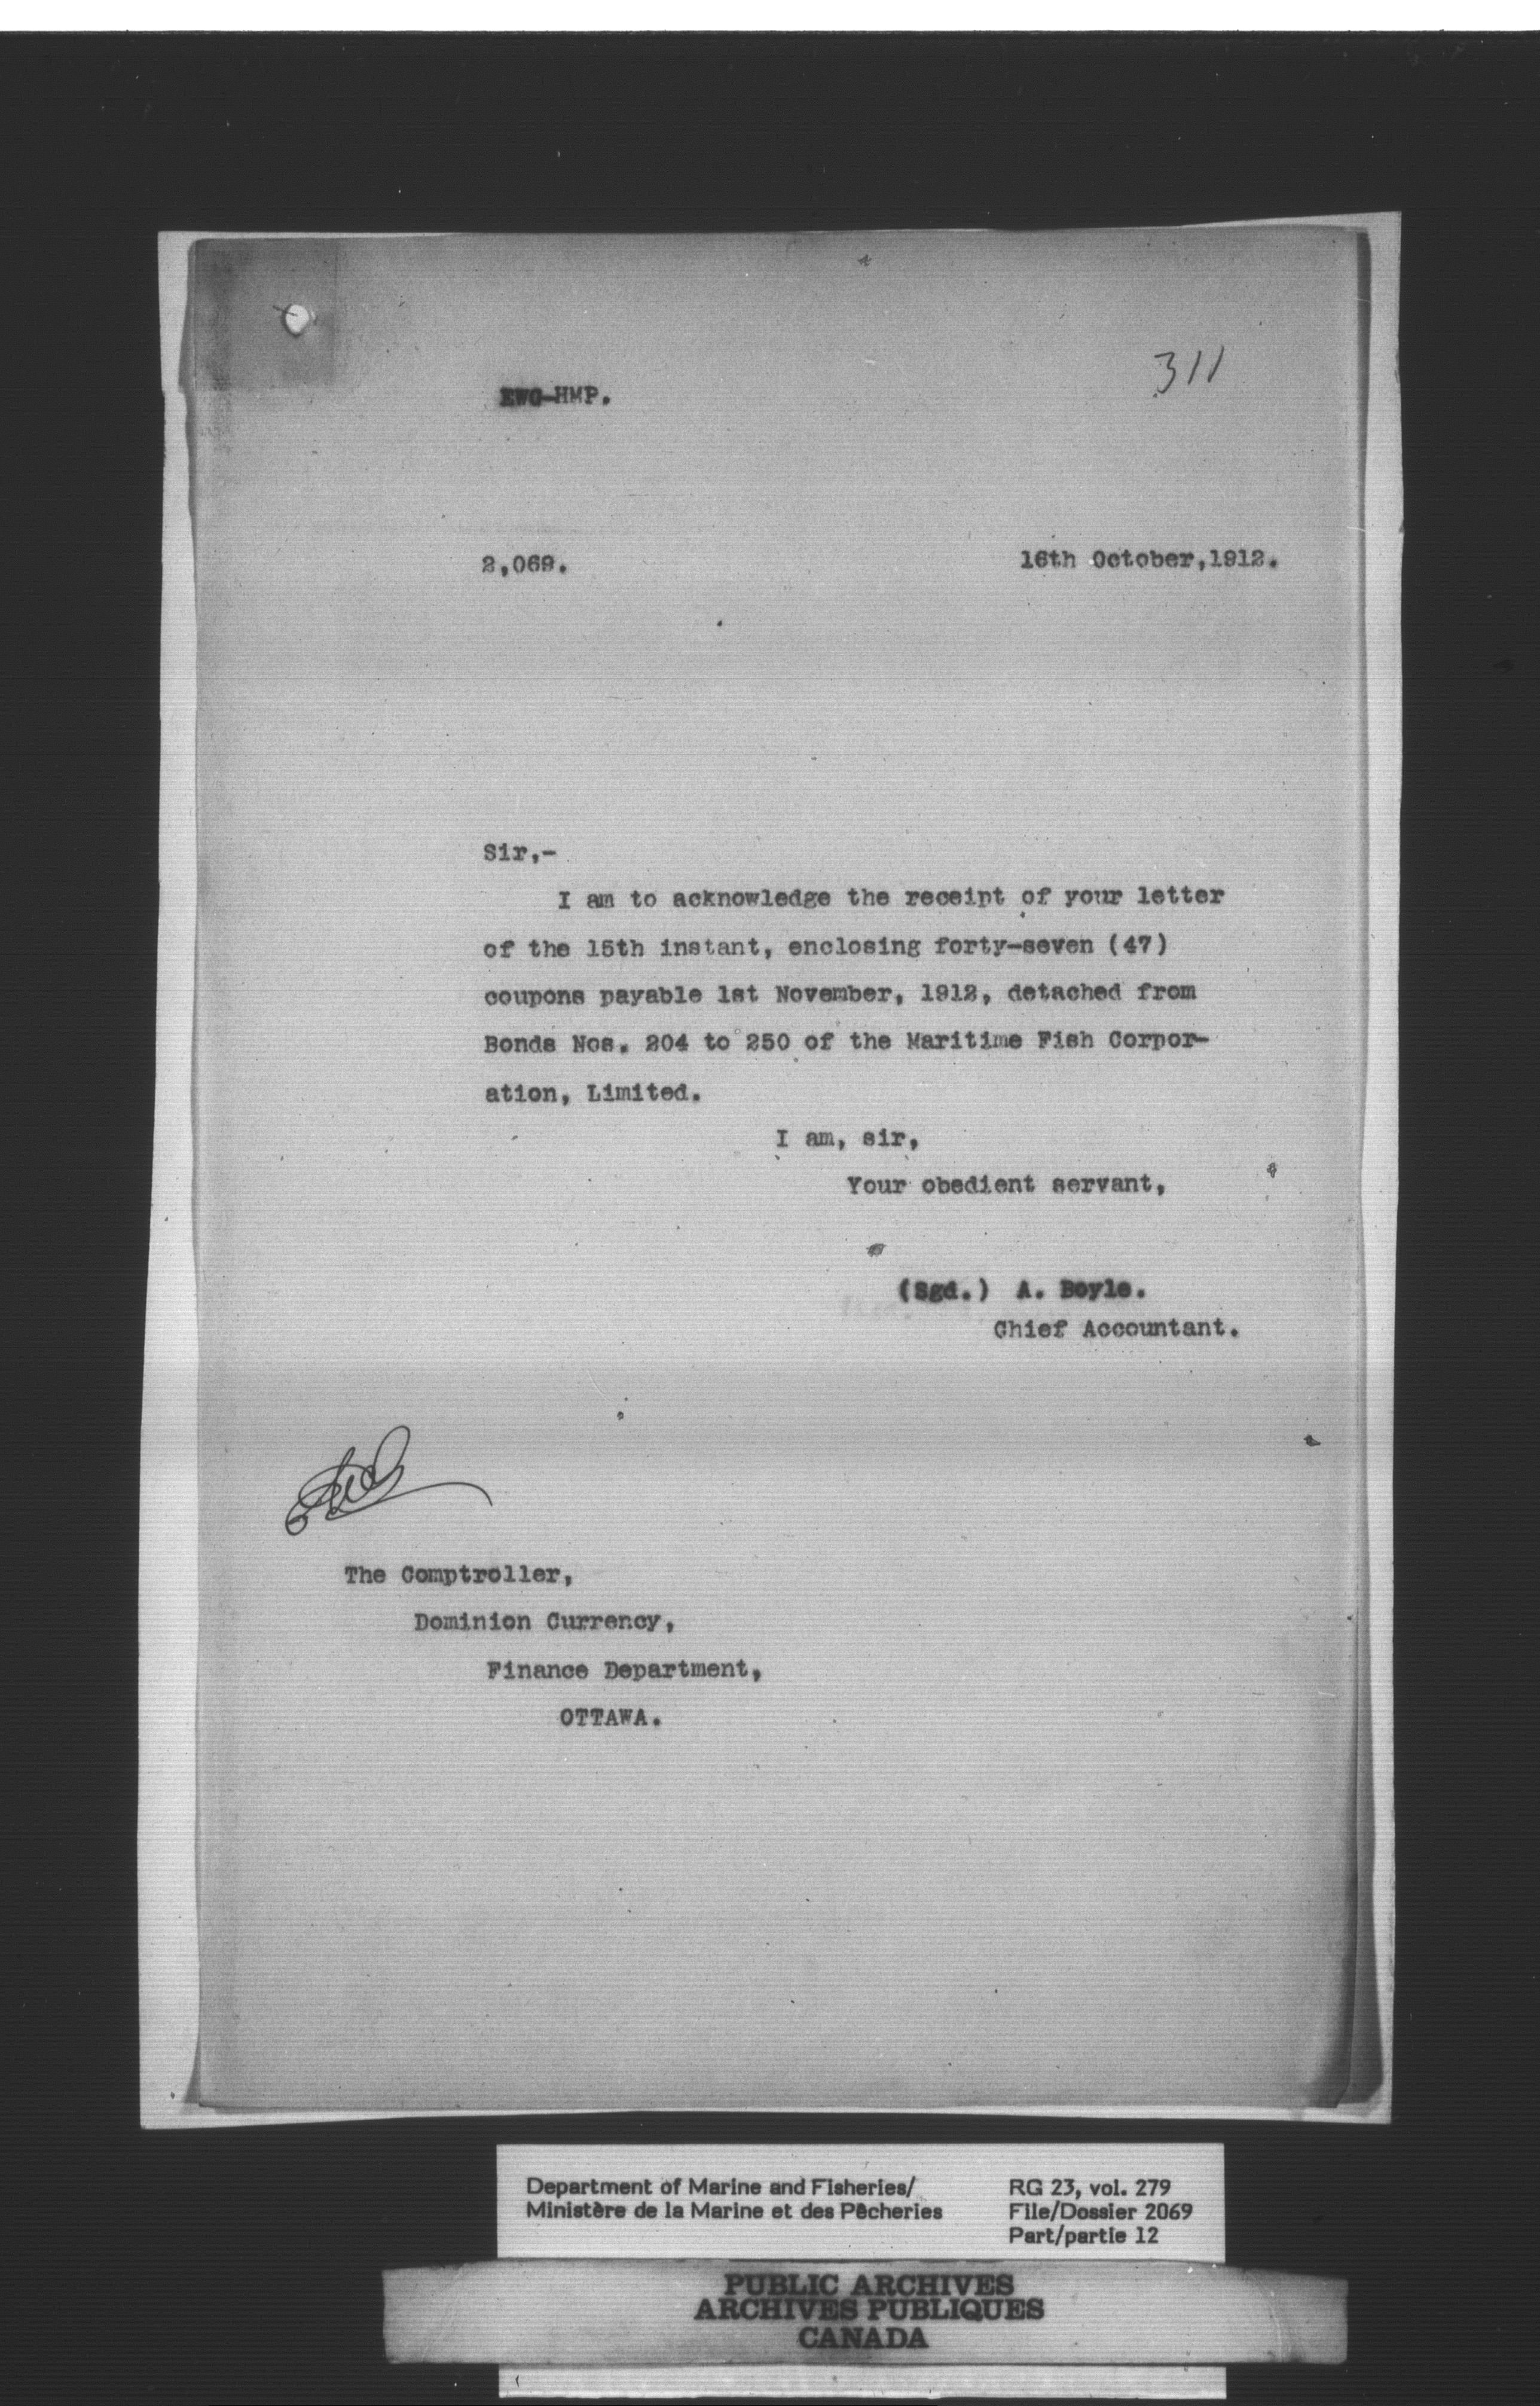 311
EWG-HMP.
2,069.
16th October,1912.
Sir,-
I am to acknowledge the receipt of your letter
of the 15th instant, enclosing forty-seven (47)
coupons payable 1st November, 1912, detached from
Bonds Nos. 204 to 250 of the Maritime Fish Corpor-
ation, Limited.
I am, sir,
Your obedient servant,
(Sgd.) A. Boyle.
Chief Accountant.
The Comptroller,
Dominion Currency,
Finance Department,
OTTAWA.
Department of Marine and Fisheries/
Ministère de la Marine et des Pêcheries
RG 23, vol. 279
File/Dossier 2069
Part/partie 12
PUBLIC ARCHIVES
ARCHIVES PUBLIQUES
CANADA